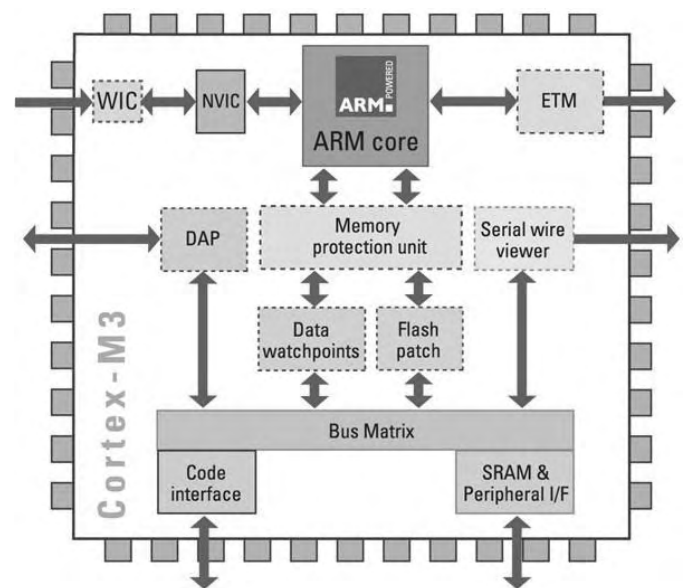 ARM
POWERED
ARM core
WIC
NVIC
ETM
DAP
Memory
protection unit
Serial wire
viewer
Data
watchpoints
Flash
patch
Bus Matrix
Code
interface
SRAM &
Peripheral I/F
Cortex-M3